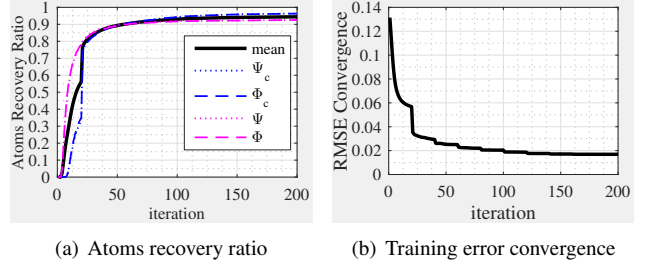 1
0.9
0.8
0.7
0.6
0.5
0.4
0.3
0.2
0.1
0
Atoms Recovery Ratio
mean
Ψ_c
Φ_c
Ψ
Φ
0 50 100 150 200
iteration
(a) Atoms recovery ratio
0.14
0.12
0.1
0.08
0.06
0.04
0.02
0
RMSE Convergence
0 50 100 150 200
iteration
(b) Training error convergence